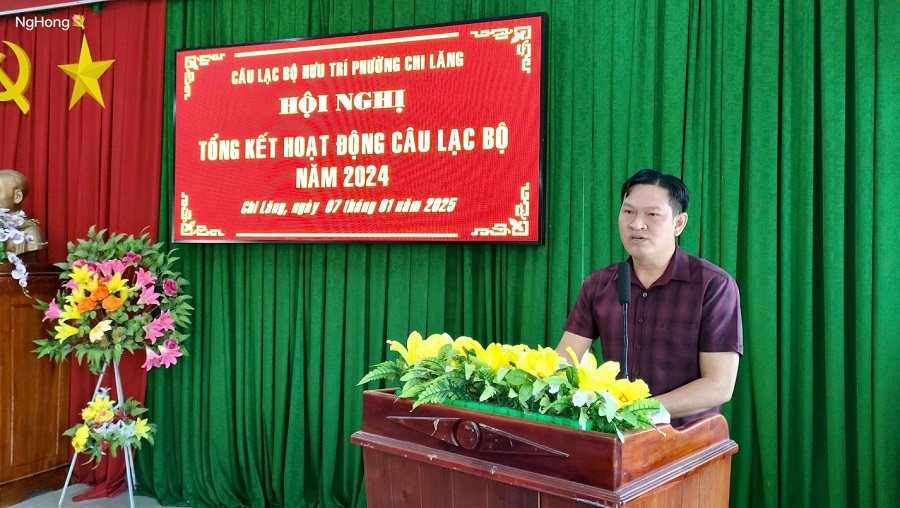 NgHong
CÂU LẠC BỘ HƯU TRÍ PHƯỜNG CHI LĂNG
HỘI NGHỊ
TỔNG KẾT HOẠT ĐỘNG CÂU LẠC BỘ
NĂM 2024
Chi Lăng, ngày 07 tháng 01 năm 2025